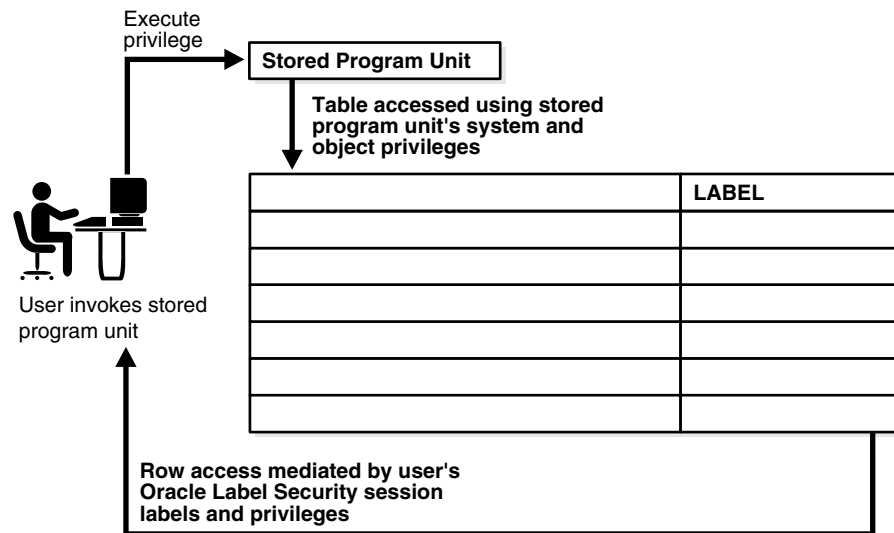 Execute
privilege
Stored Program Unit
Table accessed using stored
program unit's system and
object privileges
LABEL
User invokes stored
program unit
Row access mediated by user's
Oracle Label Security session
labels and privileges